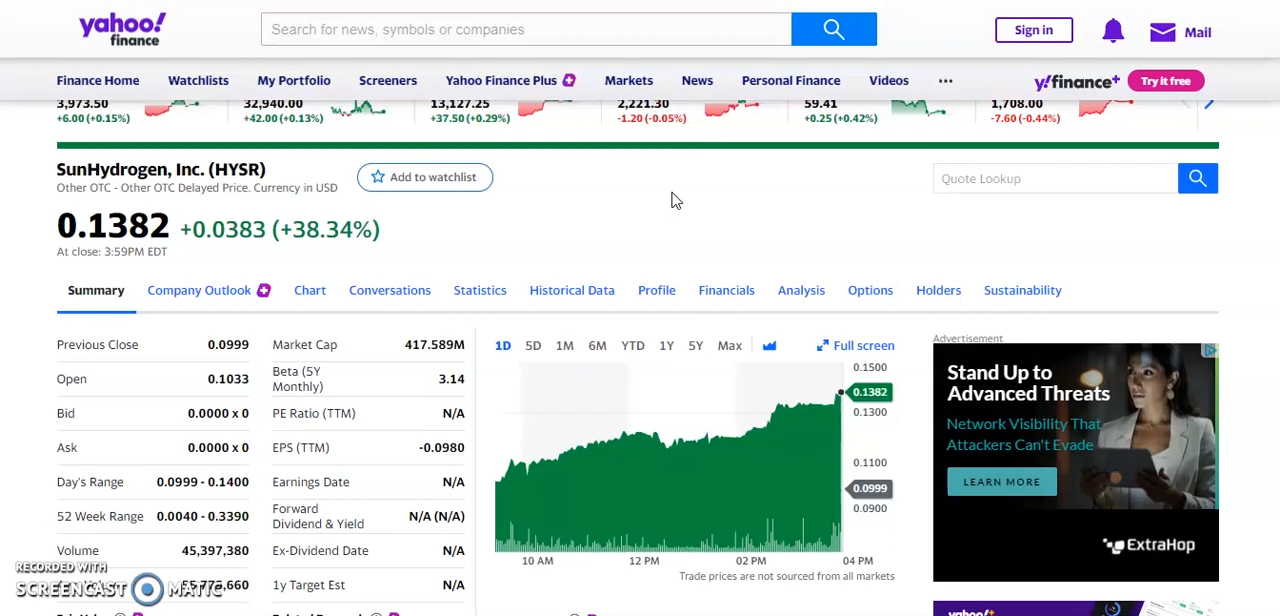 yahoo!
finance
Search for news, symbols or companies
Sign in
Mail
Finance Home
Watchlists
My Portfolio
Screeners
Yahoo Finance Plus
Markets
News
Personal Finance
Videos
...
y!finance+
Try it free
3,973.50
+6.00 (+0.15%)
32,940.00
+42.00 (+0.13%)
13,127.25
+37.50 (+0.29%)
2,221.30
-1.20 (-0.05%)
59.41
+0.25 (+0.42%)
1,708.00
-7.60 (-0.44%)
SunHydrogen, Inc. (HYSR)
Other OTC - Other OTC Delayed Price. Currency in USD
Add to watchlist
Quote Lookup
0.1382 +0.0383 (+38.34%)
At close: 3:59PM EDT
Summary
Company Outlook
Chart
Conversations
Statistics
Historical Data
Profile
Financials
Analysis
Options
Holders
Sustainability
Previous Close 0.0999
Open 0.1033
Bid 0.0000 x 0
Ask 0.0000 x 0
Day's Range 0.0999 - 0.1400
52 Week Range 0.0040 - 0.3390
Volume 45,397,380
Market Cap 417.589M
Beta (5Y
Monthly) 3.14
PE Ratio (TTM) N/A
EPS (TTM) -0.0980
Earnings Date N/A
Forward
Dividend & Yield N/A (N/A)
Ex-Dividend Date N/A
1y Target Est N/A
1D 5D 1M 6M YTD 1Y 5Y Max
Full screen
0.1500
0.1382
0.1300
0.1100
0.0999
0.0900
10 AM 12 PM 02 PM 04 PM
Trade prices are not sourced from all markets
Advertisement
Stand Up to
Advanced Threats
Network Visibility That
Attackers Can't Evade
LEARN MORE
ExtraHop
yahoo!+
RECORDED WITH
SCREENCAST MATIC